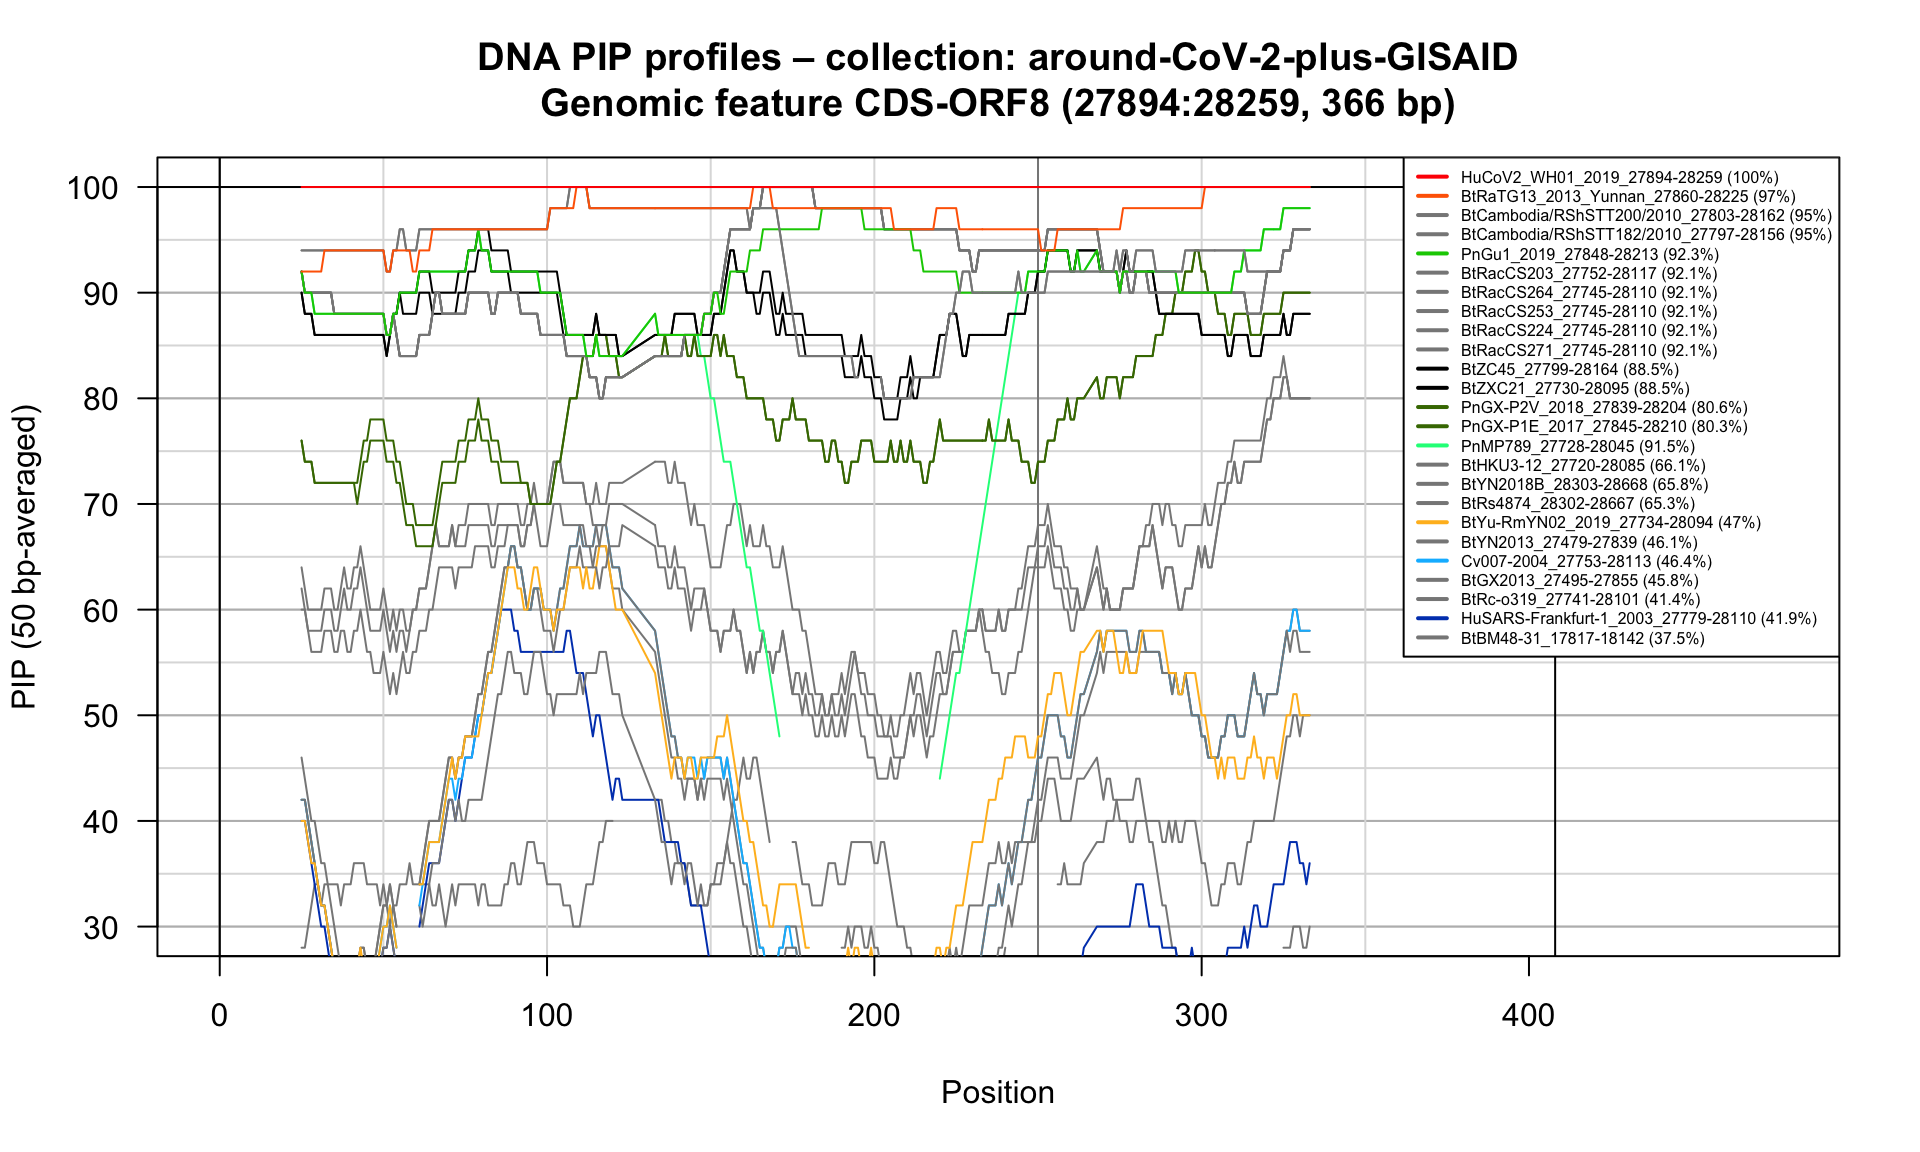 DNA PIP profiles – collection: around-CoV-2-plus-GISAID
Genomic feature CDS-ORF8 (27894:28259, 366 bp)
PIP (50 bp-averaged)
100
90
80
70
60
50
40
30
0
100
200
300
400
Position
HuCoV2_WH01_2019_27894-28259 (100%)
BtRaTG13_2013_Yunnan_27860-28225 (97%)
BtCambodia/RShSTT200/2010_27803-28162 (95%)
BtCambodia/RShSTT182/2010_27797-28156 (95%)
PnGu1_2019_27848-28213 (92.3%)
BtRacCS203_27752-28117 (92.1%)
BtRacCS264_27745-28110 (92.1%)
BtRacCS253_27745-28110 (92.1%)
BtRacCS224_27745-28110 (92.1%)
BtRacCS271_27745-28110 (92.1%)
BtZC45_27799-28164 (88.5%)
BtZXC21_27730-28095 (88.5%)
PnGX-P2V_2018_27839-28204 (80.6%)
PnGX-P1E_2017_27845-28210 (80.3%)
PnMP789_27728-28045 (91.5%)
BtHKU3-12_27720-28085 (66.1%)
BtYN2018B_28303-28668 (65.8%)
BtRs4874_28302-28667 (65.3%)
BtYu-RmYN02_2019_27734-28094 (47%)
BtYN2013_27479-27839 (46.1%)
Cv007-2004_27753-28113 (46.4%)
BtGX2013_27495-27855 (45.8%)
BtRc-o319_27741-28101 (41.4%)
HuSARS-Frankfurt-1_2003_27779-28110 (41.9%)
BtBM48-31_17817-18142 (37.5%)